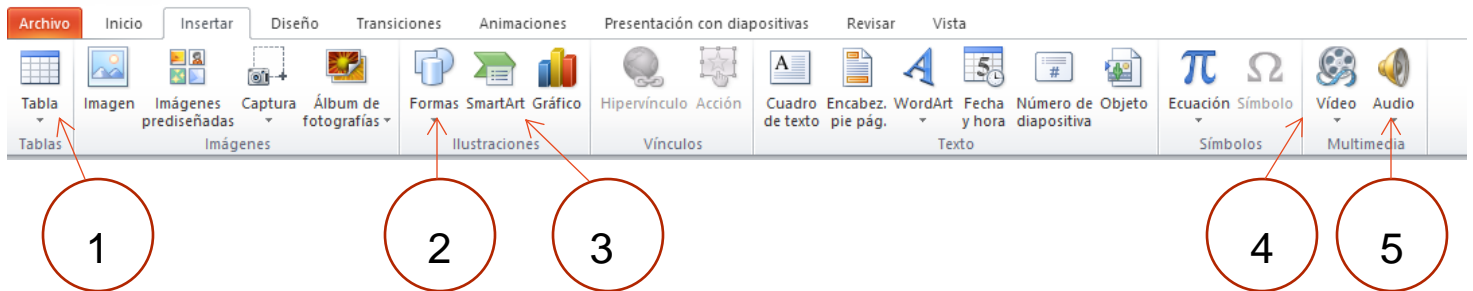 Archivo Inicio Insertar Diseño Transiciones Animaciones Presentación con diapositivas Revisar Vista
A 5 #
π Ω
Tabla Imagen Imágenes Captura Álbum de Formas SmartArt Gráfico Hipervínculo Acción Cuadro Encabez. WordArt Fecha Número de Objeto Ecuación Símbolo Vídeo Audio
prediseñadas fotografías de texto pie pág. y hora diapositiva
Tablas Imágenes Ilustraciones Vínculos Texto Símbolos Multimedia
1 2 3 4 5